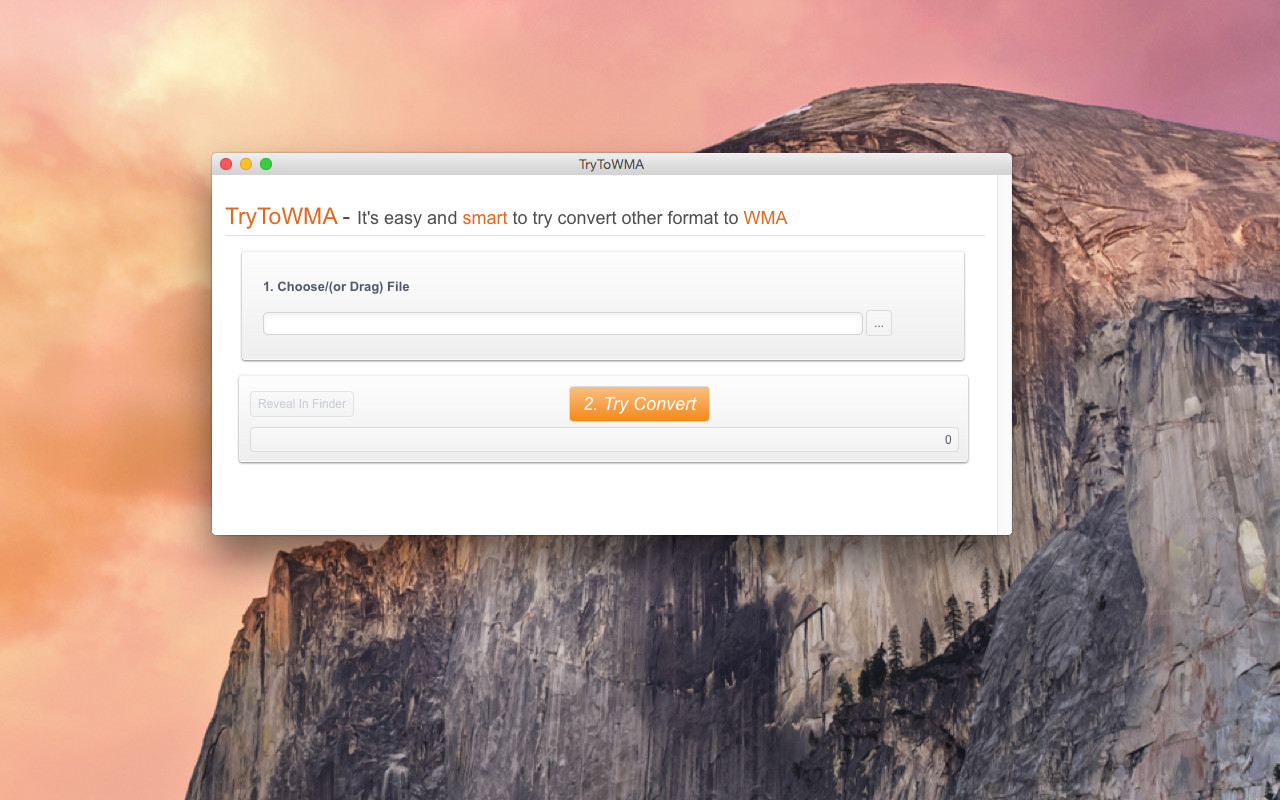 TryToWMA
TryToWMA - It's easy and smart to try convert other format to WMA
1. Choose/(or Drag) File
...
Reveal In Finder
2. Try Convert
0